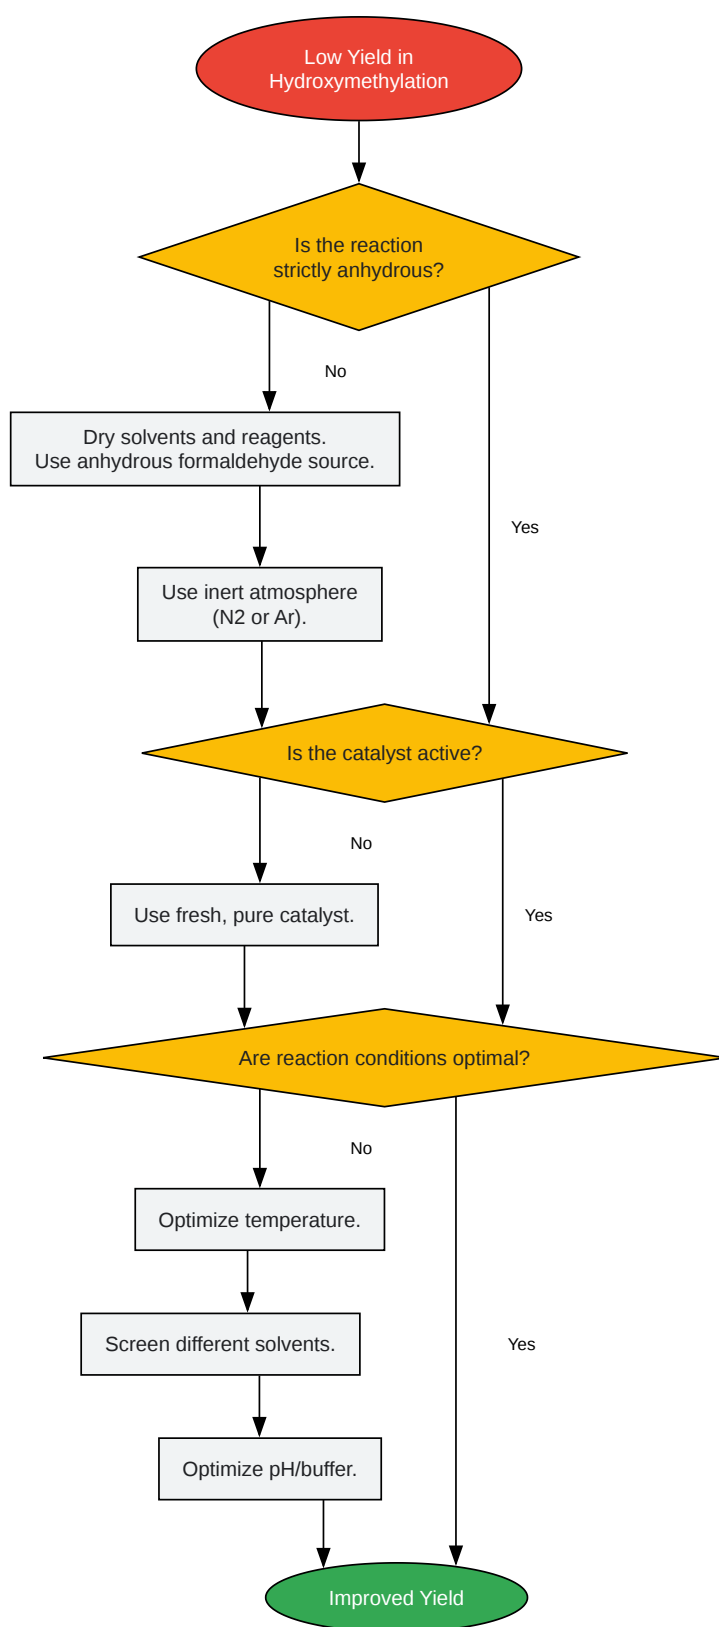 Low Yield in
Hydroxymethylation
Is the reaction
strictly anhydrous?
No
Dry solvents and reagents.
Use anhydrous formaldehyde source.
Yes
Use inert atmosphere
(N2 or Ar).
Is the catalyst active?
No
Use fresh, pure catalyst.
Yes
Are reaction conditions optimal?
No
Optimize temperature.
Screen different solvents.
Yes
Optimize pH/buffer.
Improved Yield